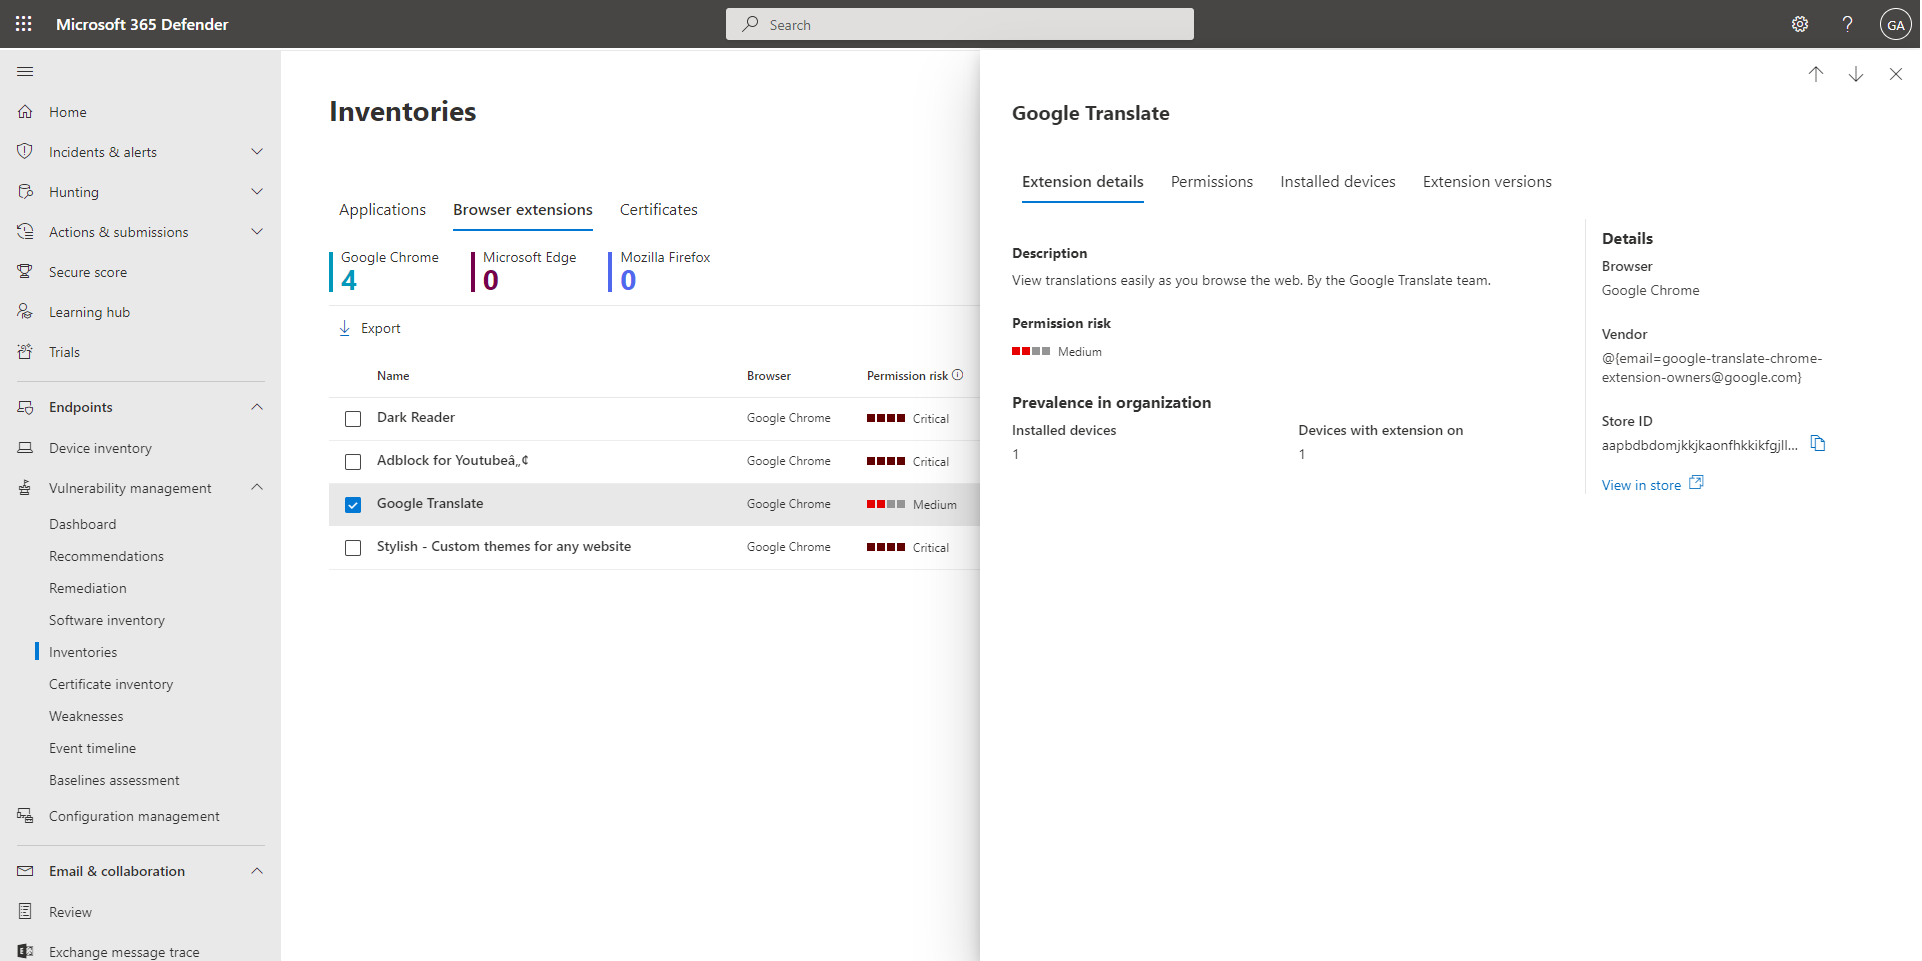 Microsoft 365 Defender
Search
GA
Home
Incidents & alerts
Hunting
Actions & submissions
Secure score
Learning hub
Trials
Endpoints
Device inventory
Vulnerability management
Dashboard
Recommendations
Remediation
Software inventory
Inventories
Certificate inventory
Weaknesses
Event timeline
Baselines assessment
Configuration management
Email & collaboration
Review
Exchange message trace
Inventories
Applications Browser extensions Certificates
Google Chrome Microsoft Edge Mozilla Firefox
4 0 0
Export
Name Browser Permission risk
Dark Reader Google Chrome Critical
Adblock for Youtubeâ„¢ Google Chrome Critical
Google Translate Google Chrome Medium
Stylish - Custom themes for any website Google Chrome Critical
Google Translate
Extension details Permissions Installed devices Extension versions
Description
View translations easily as you browse the web. By the Google Translate team.
Permission risk
Medium
Prevalence in organization
Installed devices Devices with extension on
1 1
Details
Browser
Google Chrome
Vendor
@{email=google-translate-chrome-
extension-owners@google.com}
Store ID
aapbdbdomjkkjkaonfhkkikfgjll...
View in store